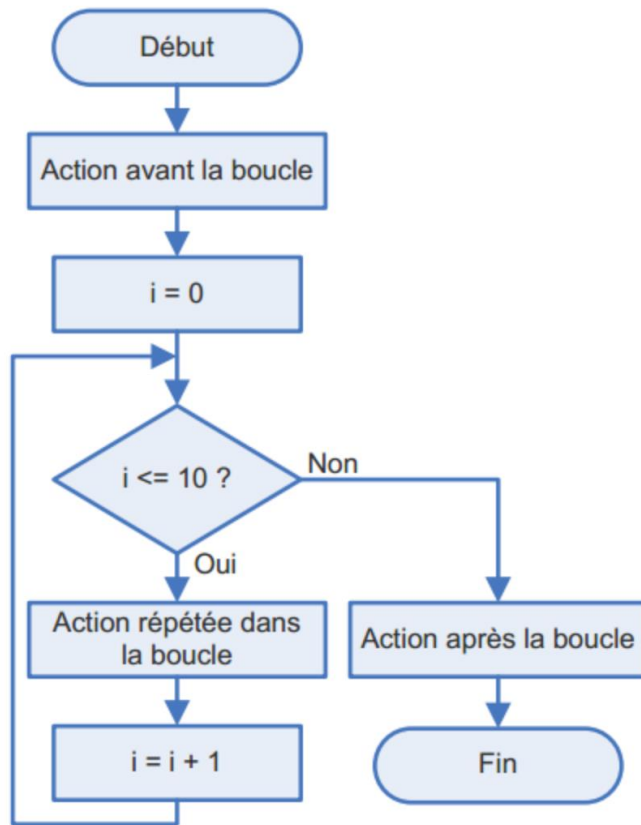 Début
Action avant la boucle
i = 0
i <= 10 ?
Non
Oui
Action répétée dans
la boucle
Action après la boucle
i = i + 1
Fin